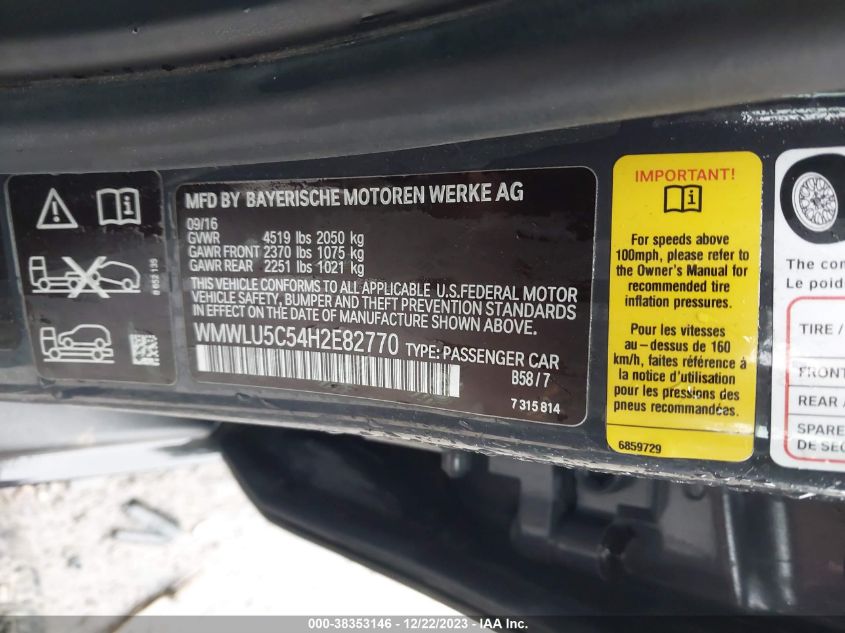 MFD BY BAYERISCHE MOTOREN WERKE AG
09/16
GVWR 4519 lbs 2050 kg
GAWR FRONT 2370 lbs 1075 kg
GAWR REAR 2251 lbs 1021 kg
THIS VEHICLE CONFORMS TO ALL APPLICABLE U.S.FEDERAL MOTOR
VEHICLE SAFETY, BUMPER AND THEFT PREVENTION STANDARDS
IN EFFECT ON THE DATE OF MANUFACTURE SHOWN ABOVE.
WMWLU5C54H2E82770 TYPE: PASSENGER CAR
B58 / 7
7 315 814
IMPORTANT!
For speeds above
100mph, please refer to
the Owner's Manual for
recommended tire
inflation pressures.
Pour les vitesses
au-dessus de 160
km/h, faites référence à
la notice d'utilisation
pour les pressions des
pneus recommandées.
6859729
The con
Le poid
TIRE /
FRONT
REAR /
SPARE
DE SEC
000-38353146 - 12/22/2023 - IAA Inc.